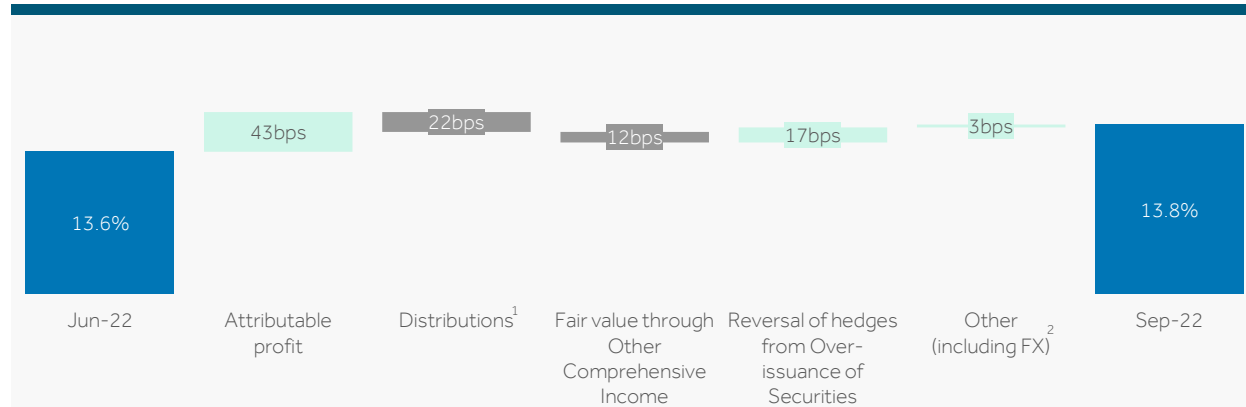 43bps
22bps
12bps
17bps
3bps
13.6%
13.8%
Jun-22
Attributable
profit
Distributions1
Fair value through
Other
Comprehensive
Income
Reversal of hedges
from Over-
issuance of
Securities
Other
(including FX)2
Sep-22